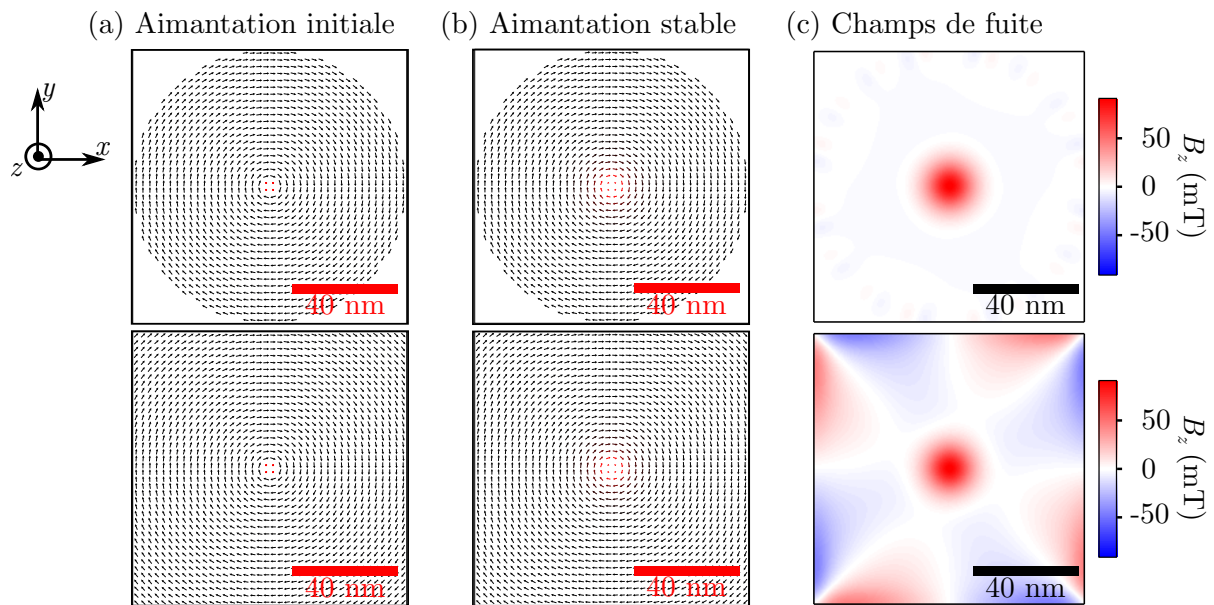 (a) Aimantation initiale
(b) Aimantation stable
(c) Champs de fuite
y
x
z
40 nm
40 nm
40 nm
50
0
-50
B_z (mT)
40 nm
40 nm
40 nm
50
0
-50
B_z (mT)